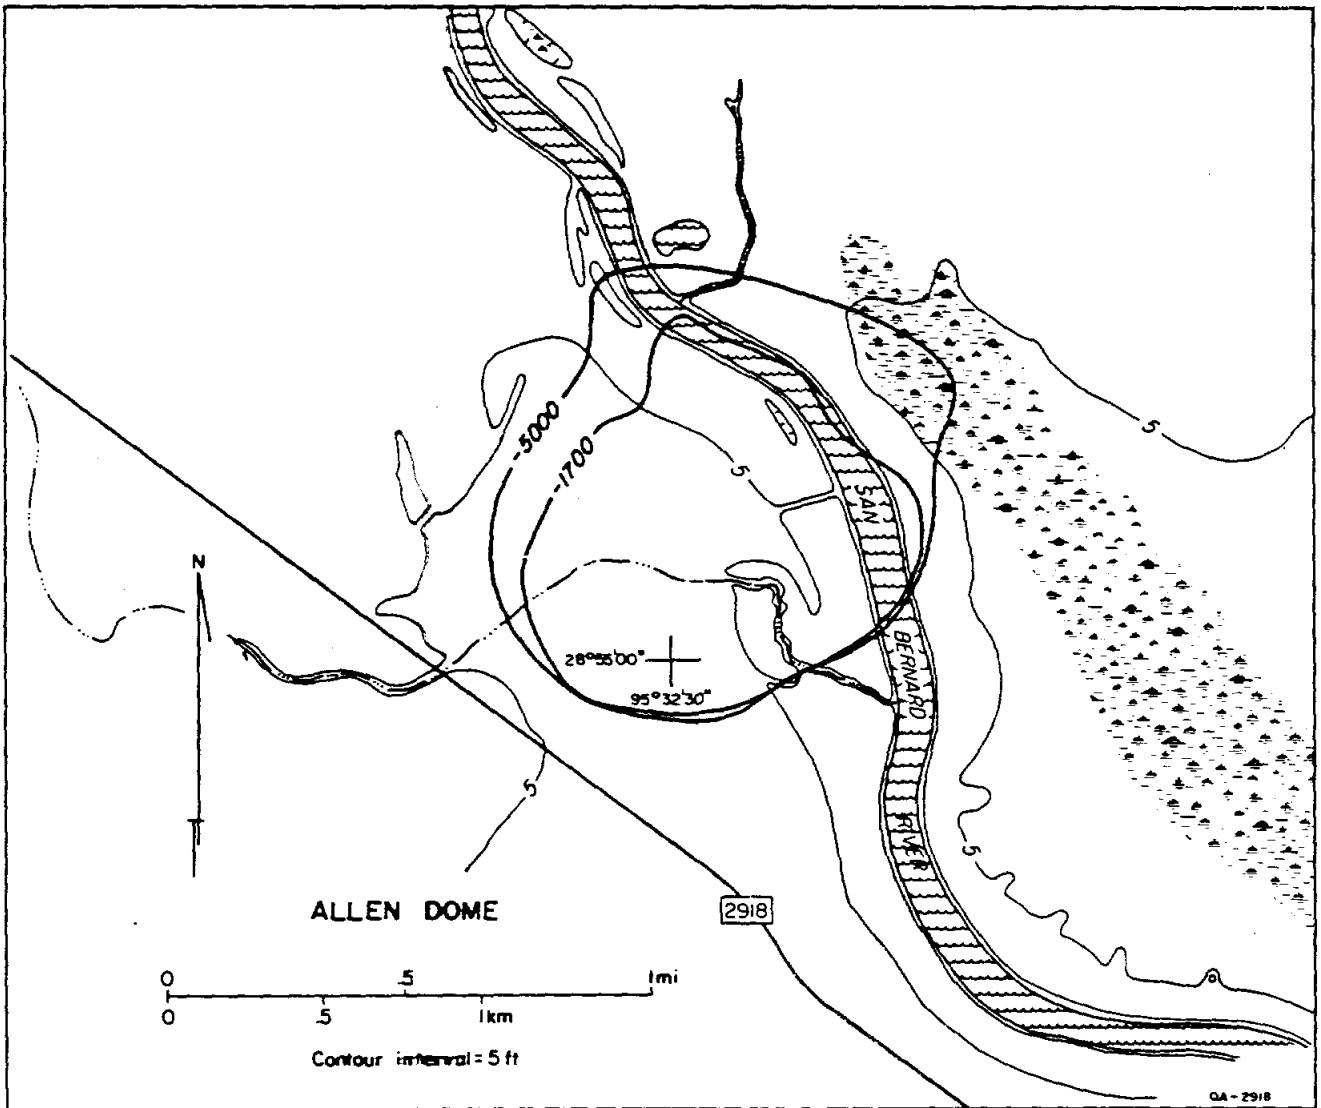 -5000
-1700
5
5
SAN
N
28°55'00"
95°32'30"
BERNARD
5
5
RIVER
ALLEN DOME
2918
0 .5 1mi
0 .5 1km
Contour interval = 5 ft
QA-2918